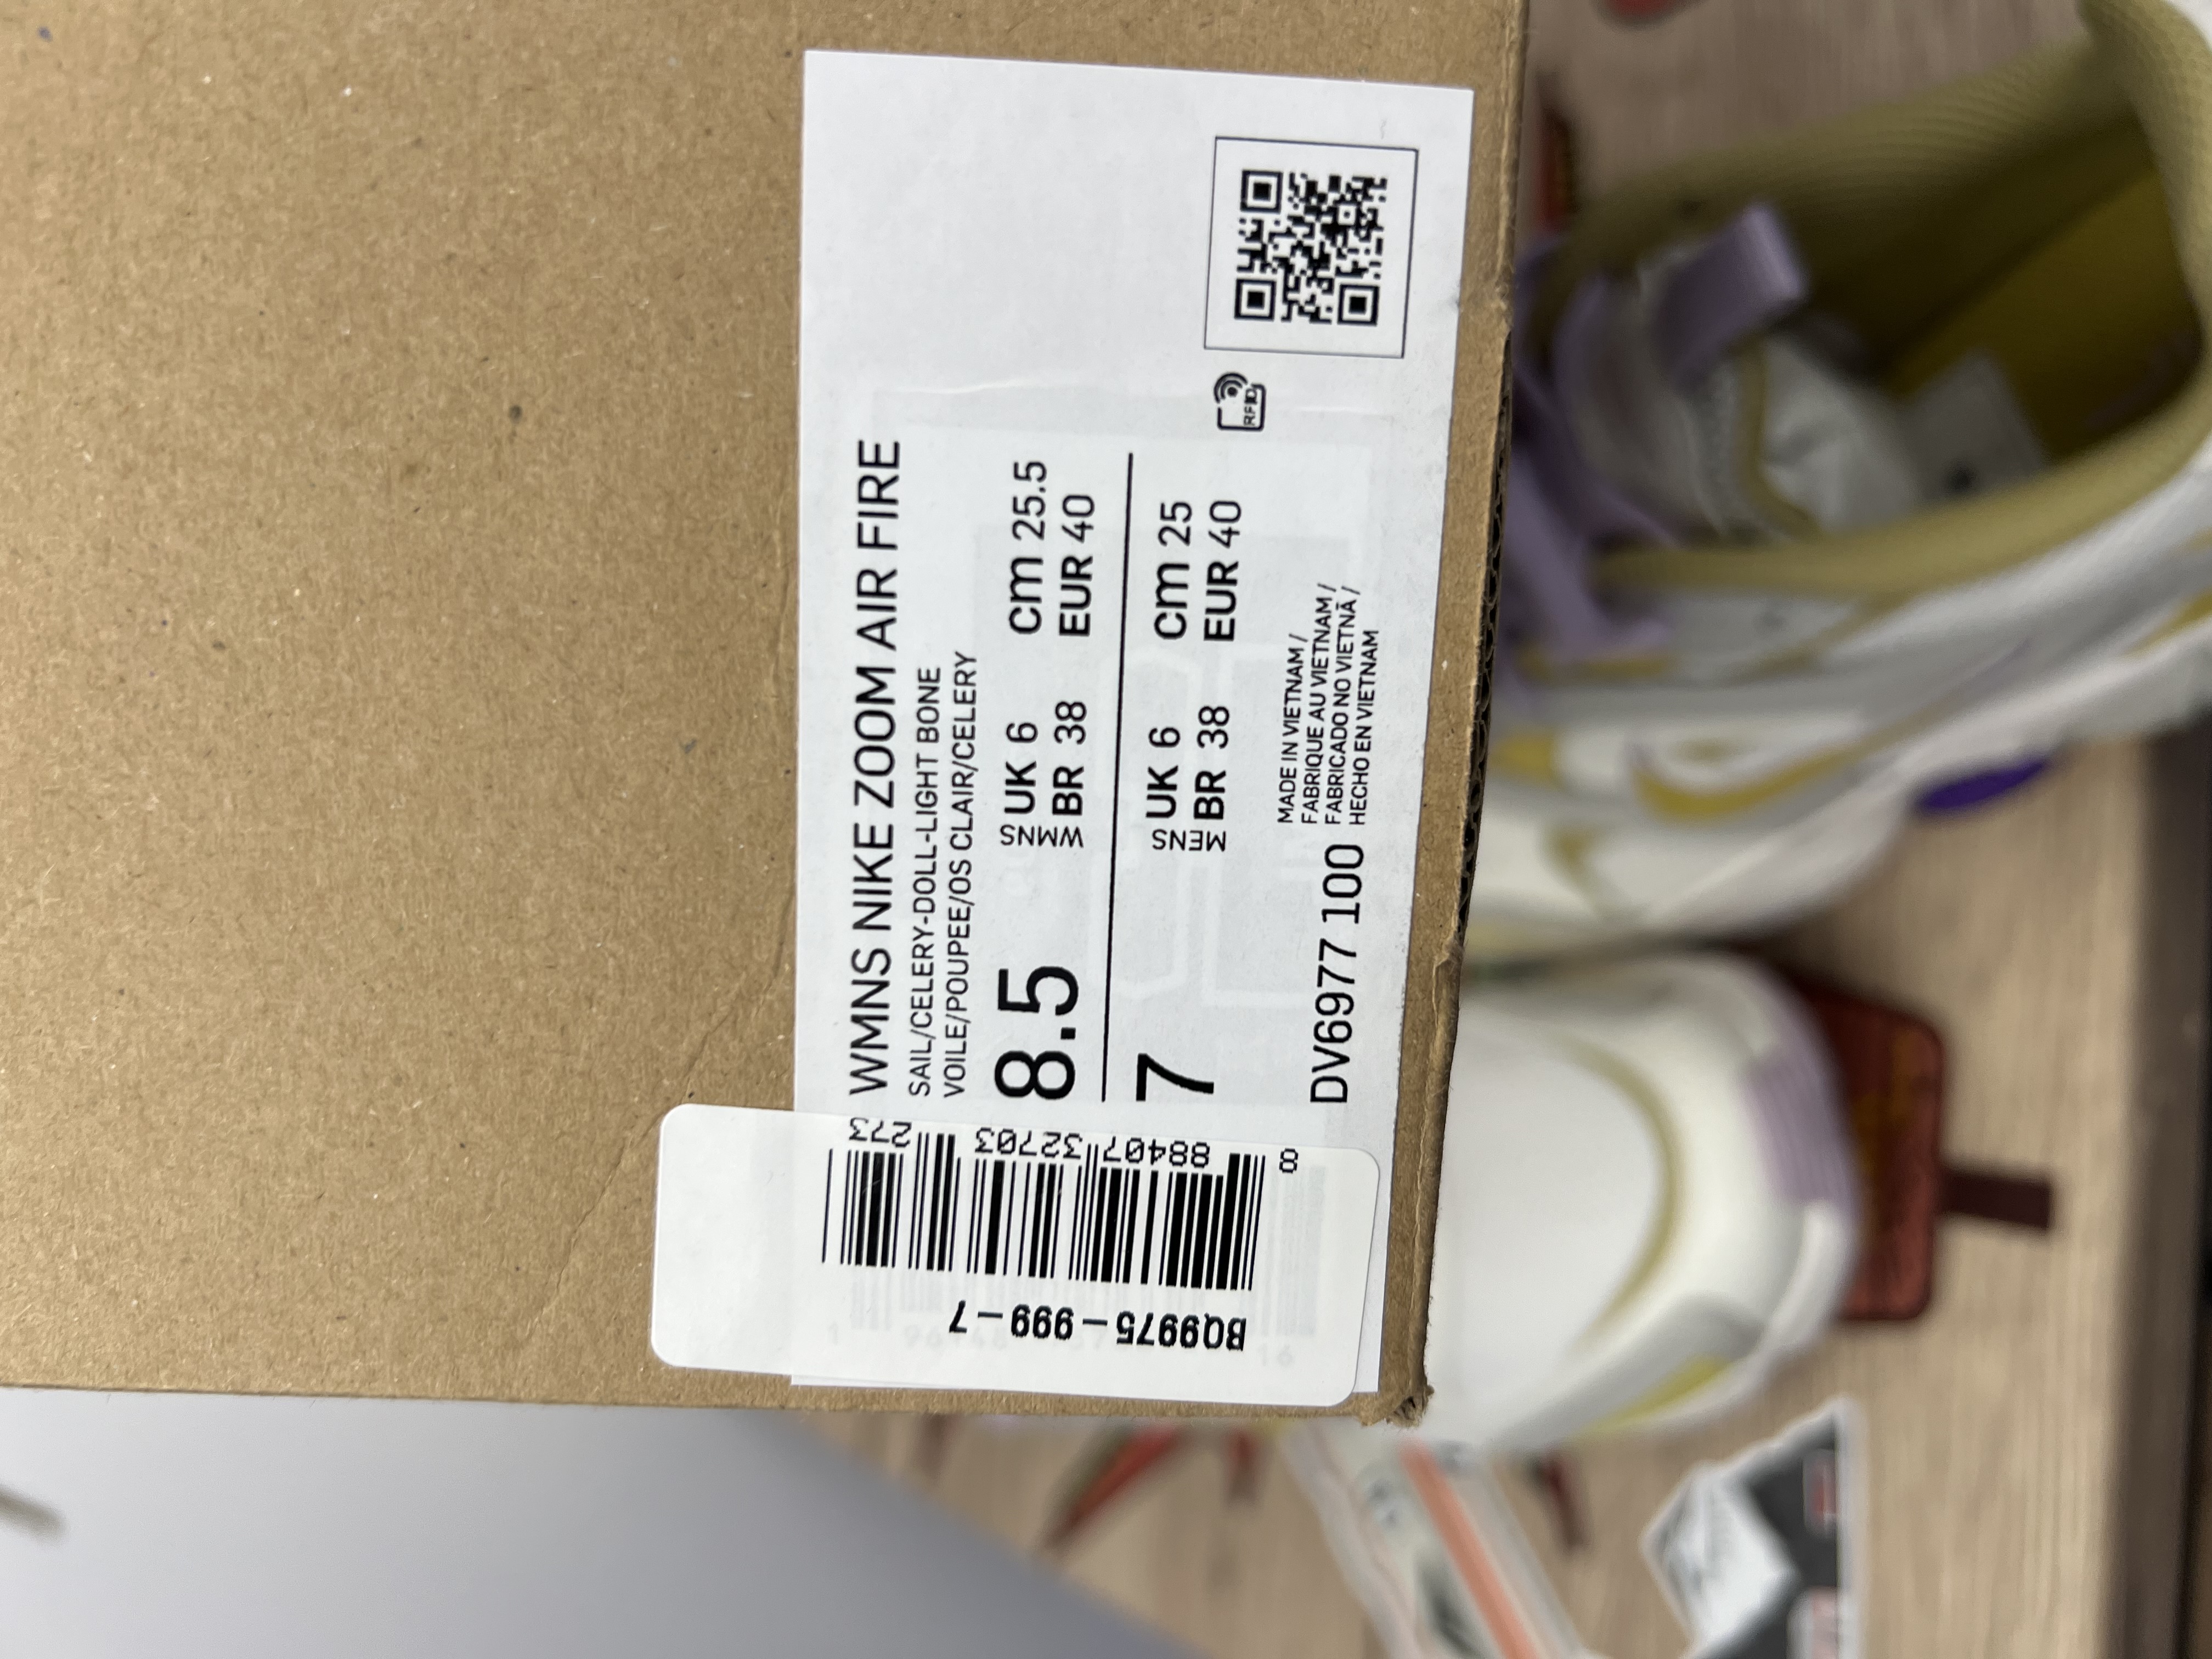 WMNS NIKE ZOOM AIR FIRE
SAIL/CELERY-DOLL-LIGHT BONE
VOILE/POUPEE/OS CLAIR/CELERY
8.5
WMNS
UK 6
cm 25.5
BR 38
EUR 40
7
MENS
UK 6
cm 25
BR 38
EUR 40
RFID
DV6977 100
MADE IN VIETNAM /
FABRIQUE AU VIETNAM /
FABRICADO NO VIETNÃ /
HECHO EN VIETNAM
BQ9975-999-7
8 88407 32703 273